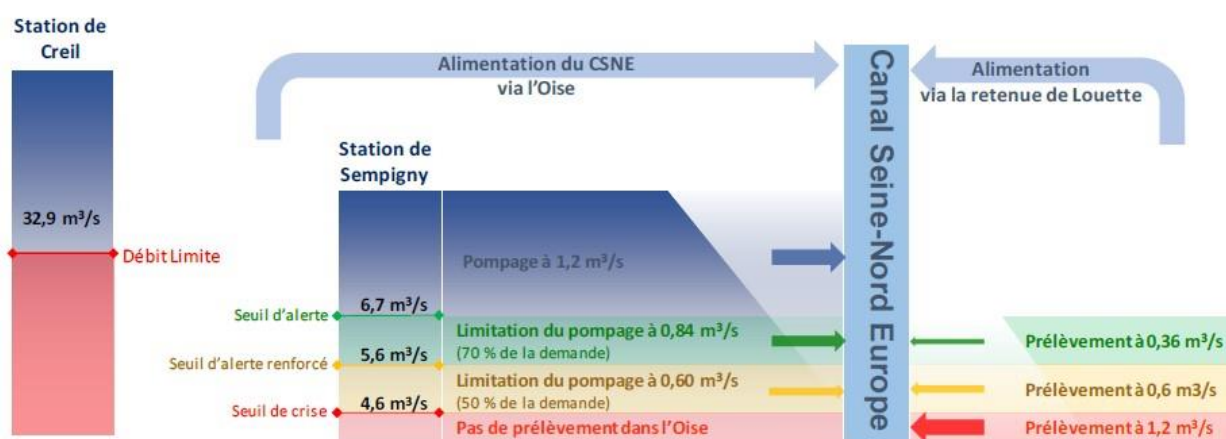 Station de
Creil
32,9 m³/s
Débit Limite
Alimentation du CSNE
via l'Oise
Station de
Sempigny
Pompage à 1,2 m³/s
Seuil d'alerte
6,7 m³/s
Limitation du pompage à 0,84 m³/s
(70 % de la demande)
Seuil d'alerte renforcé
5,6 m³/s
Limitation du pompage à 0,60 m³/s
(50 % de la demande)
Seuil de crise
4,6 m³/s
Pas de prélèvement dans l'Oise
Canal Seine-Nord Europe
Alimentation
via la retenue de Louette
Prélèvement à 0,36 m³/s
Prélèvement à 0,6 m3/s
Prélèvement à 1,2 m³/s